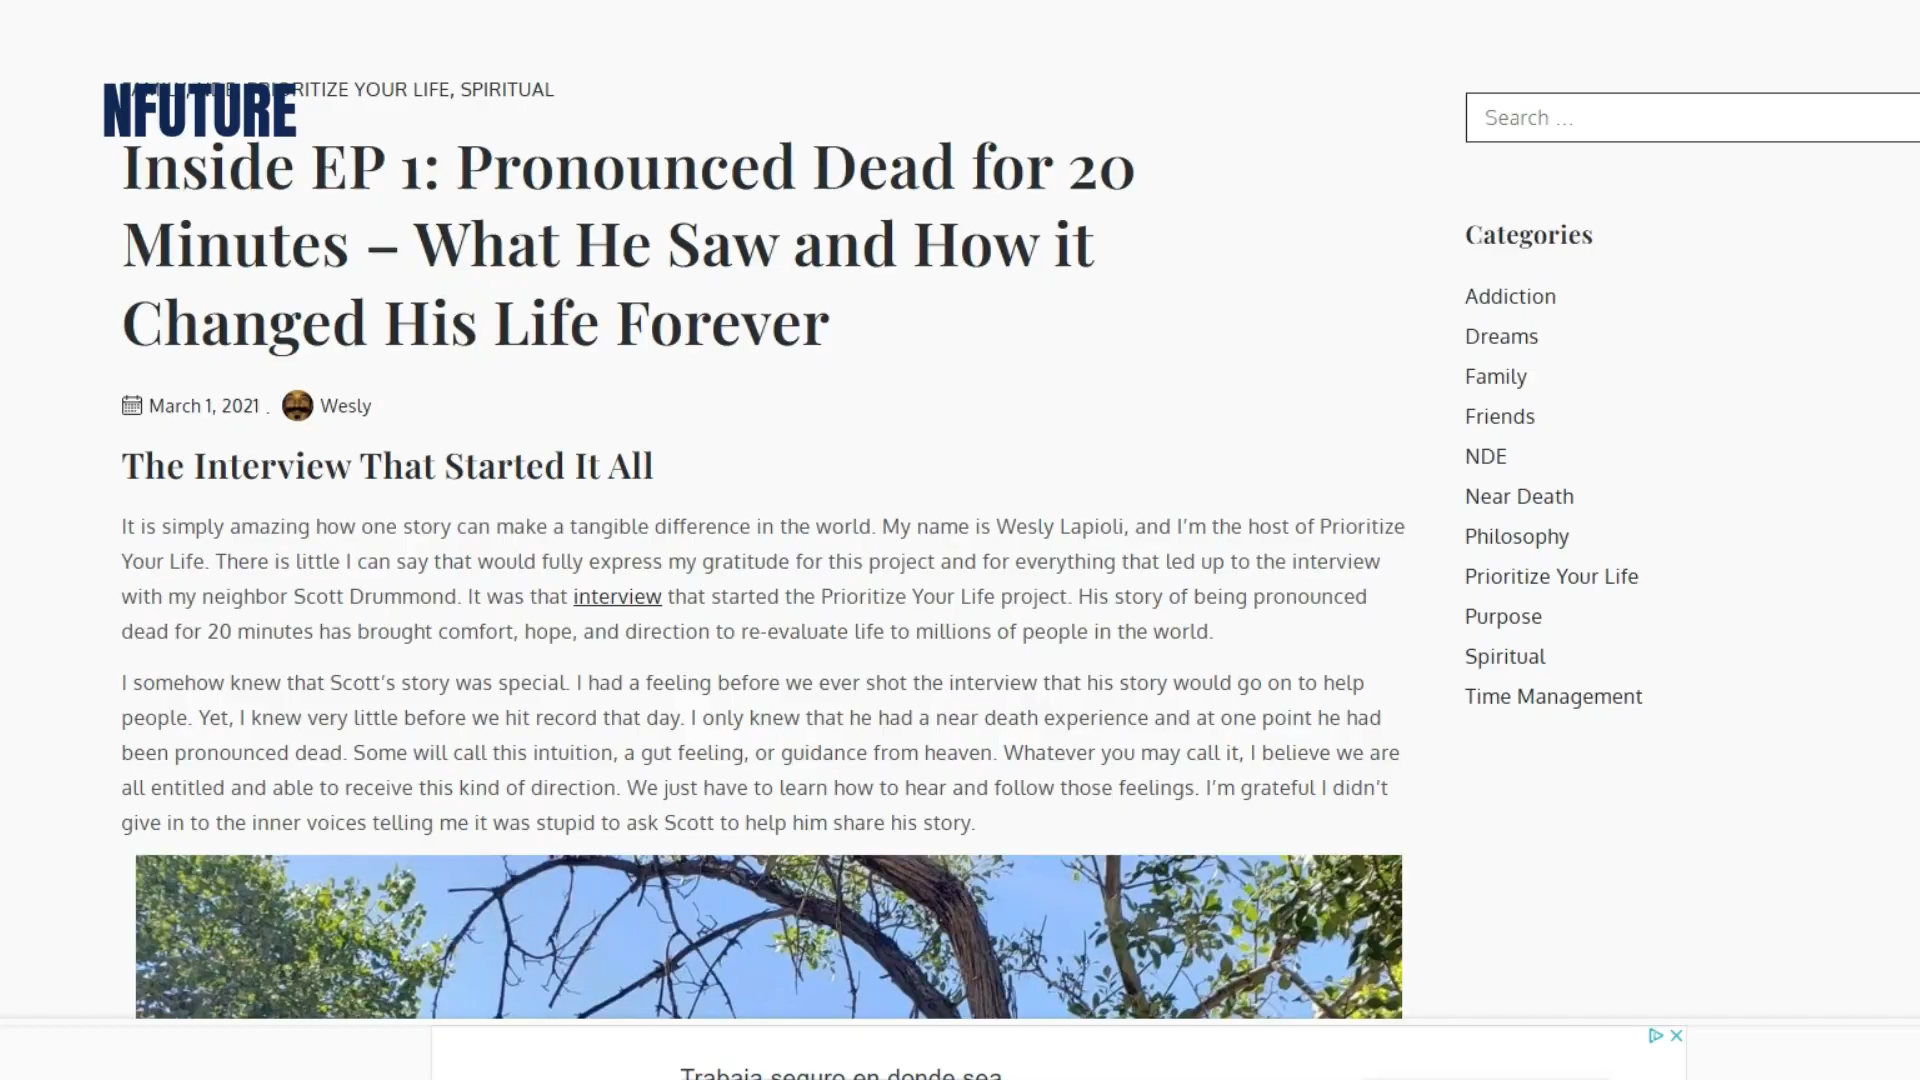 RITIZE YOUR LIFE, SPIRITUAL
NFUTURE
Inside EP 1: Pronounced Dead for 20
Minutes – What He Saw and How it
Changed His Life Forever
March 1, 2021 . Wesly
The Interview That Started It All
It is simply amazing how one story can make a tangible difference in the world. My name is Wesly Lapioli, and I’m the host of Prioritize
Your Life. There is little I can say that would fully express my gratitude for this project and for everything that led up to the interview
with my neighbor Scott Drummond. It was that interview that started the Prioritize Your Life project. His story of being pronounced
dead for 20 minutes has brought comfort, hope, and direction to re-evaluate life to millions of people in the world.
I somehow knew that Scott’s story was special. I had a feeling before we ever shot the interview that his story would go on to help
people. Yet, I knew very little before we hit record that day. I only knew that he had a near death experience and at one point he had
been pronounced dead. Some will call this intuition, a gut feeling, or guidance from heaven. Whatever you may call it, I believe we are
all entitled and able to receive this kind of direction. We just have to learn how to hear and follow those feelings. I’m grateful I didn’t
give in to the inner voices telling me it was stupid to ask Scott to help him share his story.
Search ...
Categories
Addiction
Dreams
Family
Friends
NDE
Near Death
Philosophy
Prioritize Your Life
Purpose
Spiritual
Time Management
Trabaja seguro en donde sea